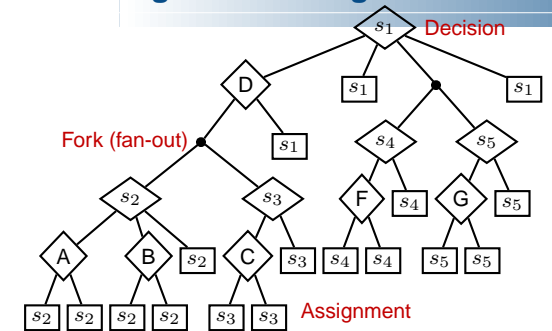 s1 Decision
D s1 s1
Fork (fan-out) s1 s4 s5
s2 s3 F s4 G s5
A B s2 C s3 s4 s4 s5 s5
s2 s2 s2 s2 s3 s3 Assignment